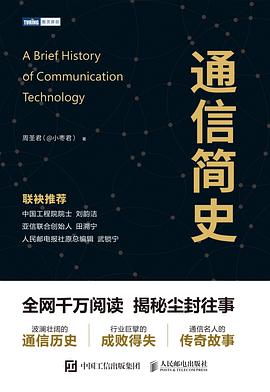 TURING 图灵原创
A Brief History
of Communication
Technology
通信简史
周圣君(@小枣君) 著
联袂推荐
中国工程院院士 刘韵洁
亚信联合创始人 田溯宁
人民邮电报社原总编辑 武锁宁
全网千万阅读 揭秘尘封往事
波澜壮阔的
通信历史
行业巨擘的
成败得失
通信名人的
传奇故事
中国工信出版集团
人民邮电出版社
POSTS & TELECOM PRESS